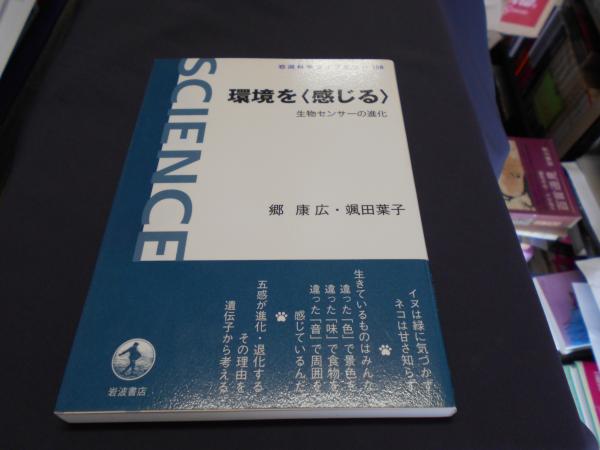 岩波科学ライブラリー 158
SCIENCE
環境を〈感じる〉
生物センサーの進化
郷 康広・颯田葉子
イヌは緑に気づかず
ネコは甘さを知らず
生きているものはみんな
違った「色」で景色を
違った「味」で食物を
違った「音」で周囲を
感じているんだ
五感が進化・退化する
その理由を
遺伝子から考える
岩波書店